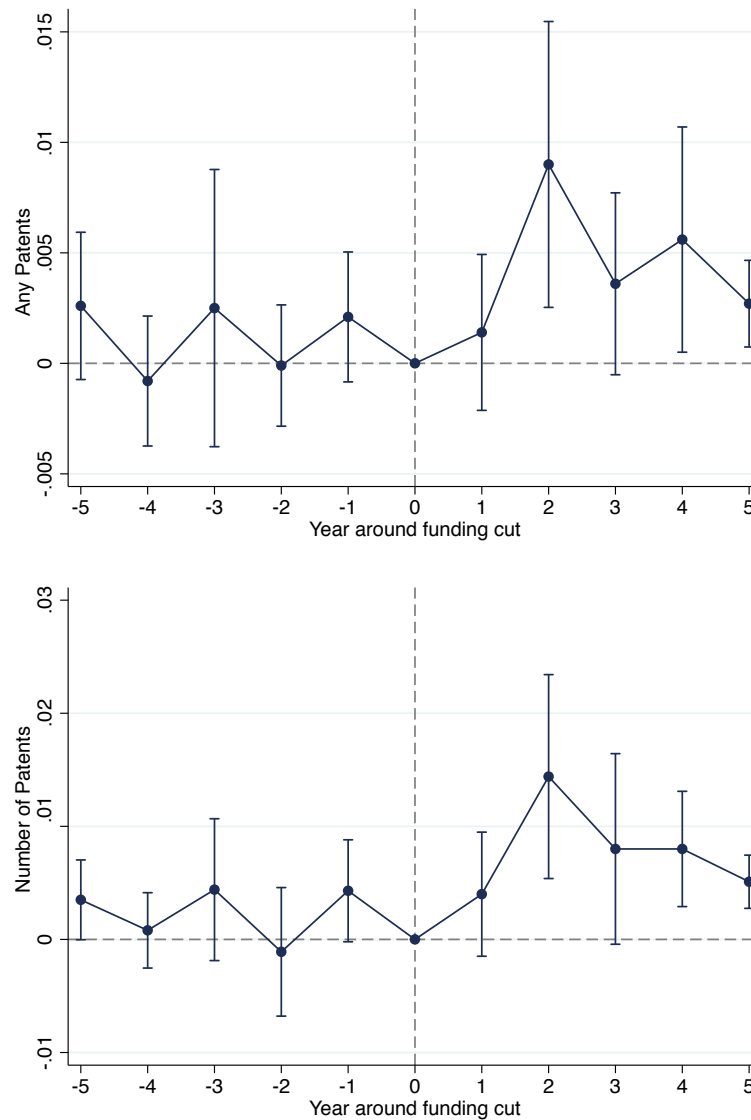 Any Patents
.015
.01
.005
0
-.005
-5 -4 -3 -2 -1 0 1 2 3 4 5
Year around funding cut
Number of Patents
.03
.02
.01
0
-.01
-5 -4 -3 -2 -1 0 1 2 3 4 5
Year around funding cut